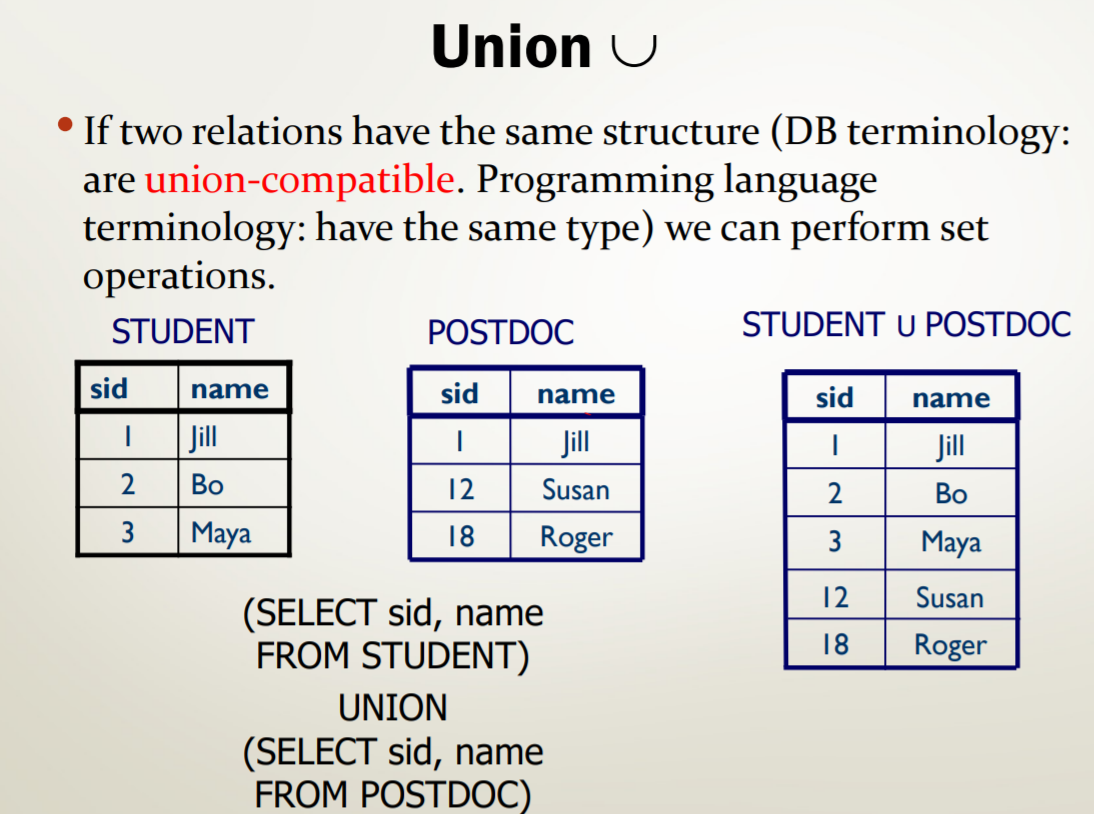 Union ∪
• If two relations have the same structure (DB terminology:
are union-compatible. Programming language
terminology: have the same type) we can perform set
operations.
STUDENT
sid name
1 Jill
2 Bo
3 Maya
POSTDOC
sid name
1 Jill
12 Susan
18 Roger
STUDENT ∪ POSTDOC
sid name
1 Jill
2 Bo
3 Maya
12 Susan
18 Roger
(SELECT sid, name
FROM STUDENT)
UNION
(SELECT sid, name
FROM POSTDOC)